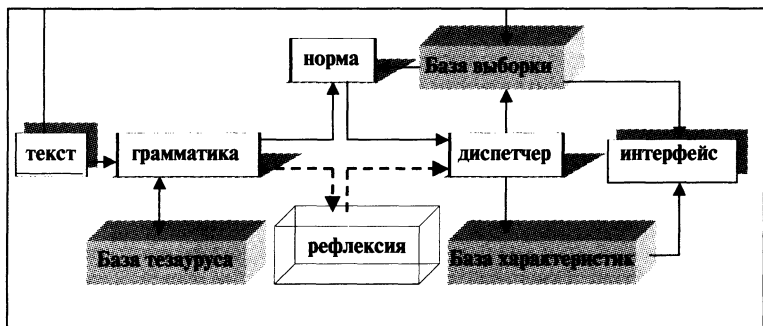 норма
База выборки
текст
грамматика
диспетчер
интерфейс
База тезауруса
рефлексия
База характеристик